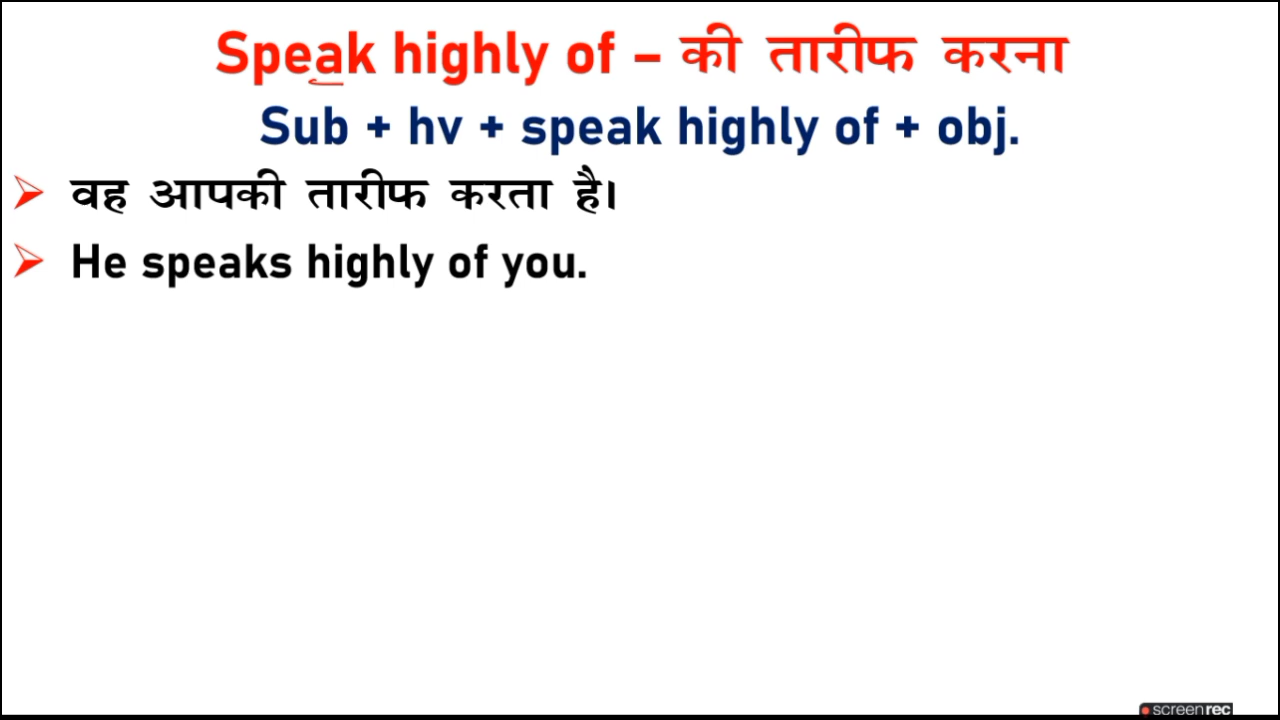 Speak highly of – की तारीफ करना
Sub + hv + speak highly of + obj.
➢ वह आपकी तारीफ करता है।
➢ He speaks highly of you.
screenrec